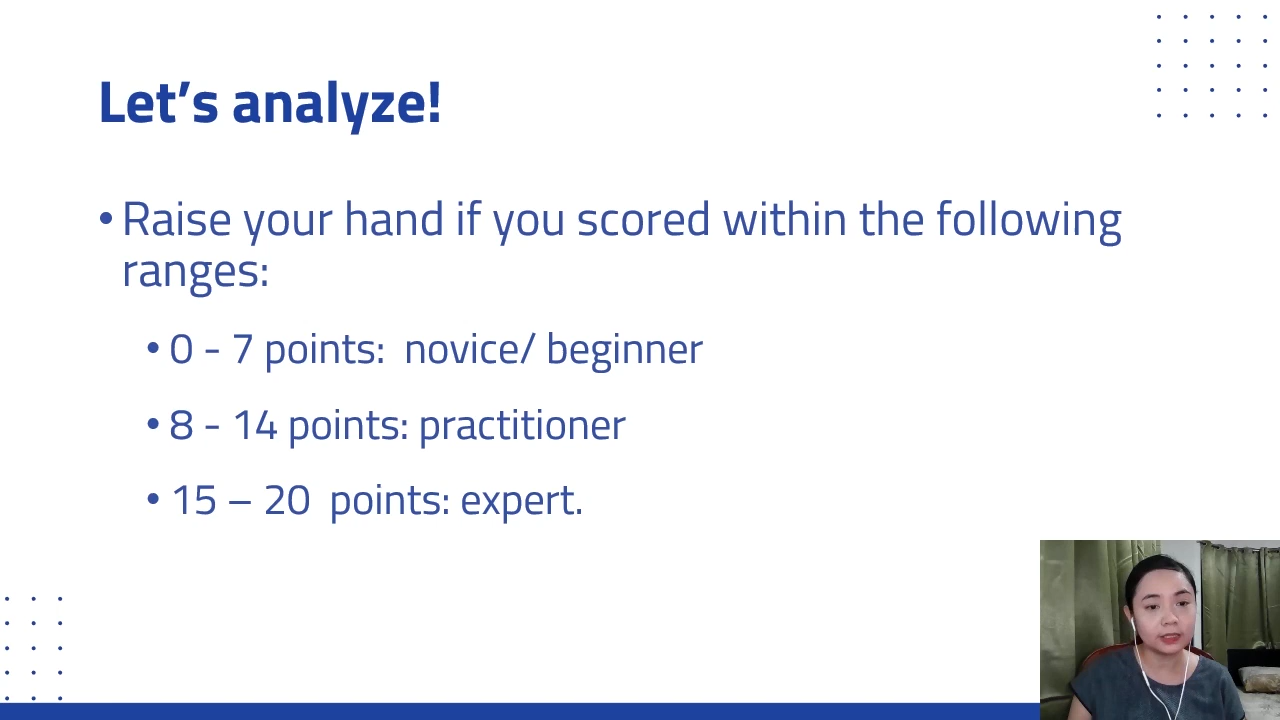 Let’s analyze!
• Raise your hand if you scored within the following
ranges:
• 0 - 7 points: novice/ beginner
• 8 - 14 points: practitioner
• 15 – 20 points: expert.